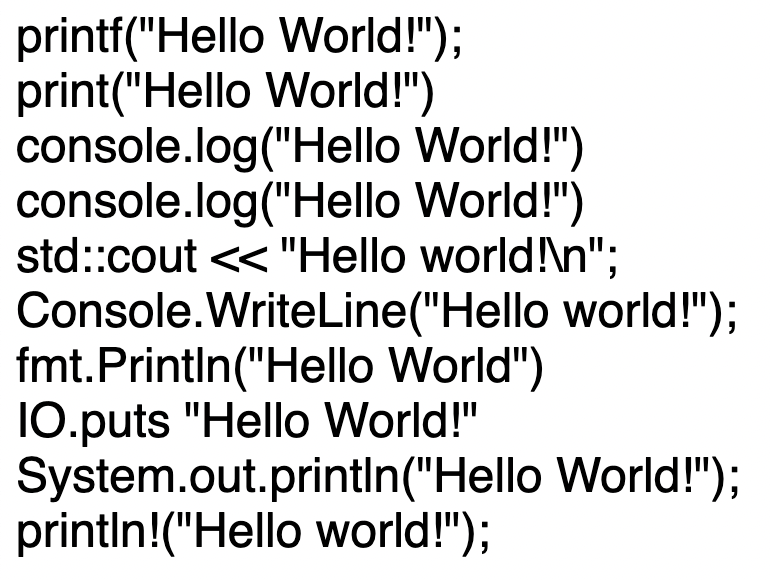 printf("Hello World!");
print("Hello World!")
console.log("Hello World!")
console.log("Hello World!")
std::cout << "Hello world!\n";
Console.WriteLine("Hello world!");
fmt.Println("Hello World")
IO.puts "Hello World!"
System.out.println("Hello World!");
println!("Hello world!");